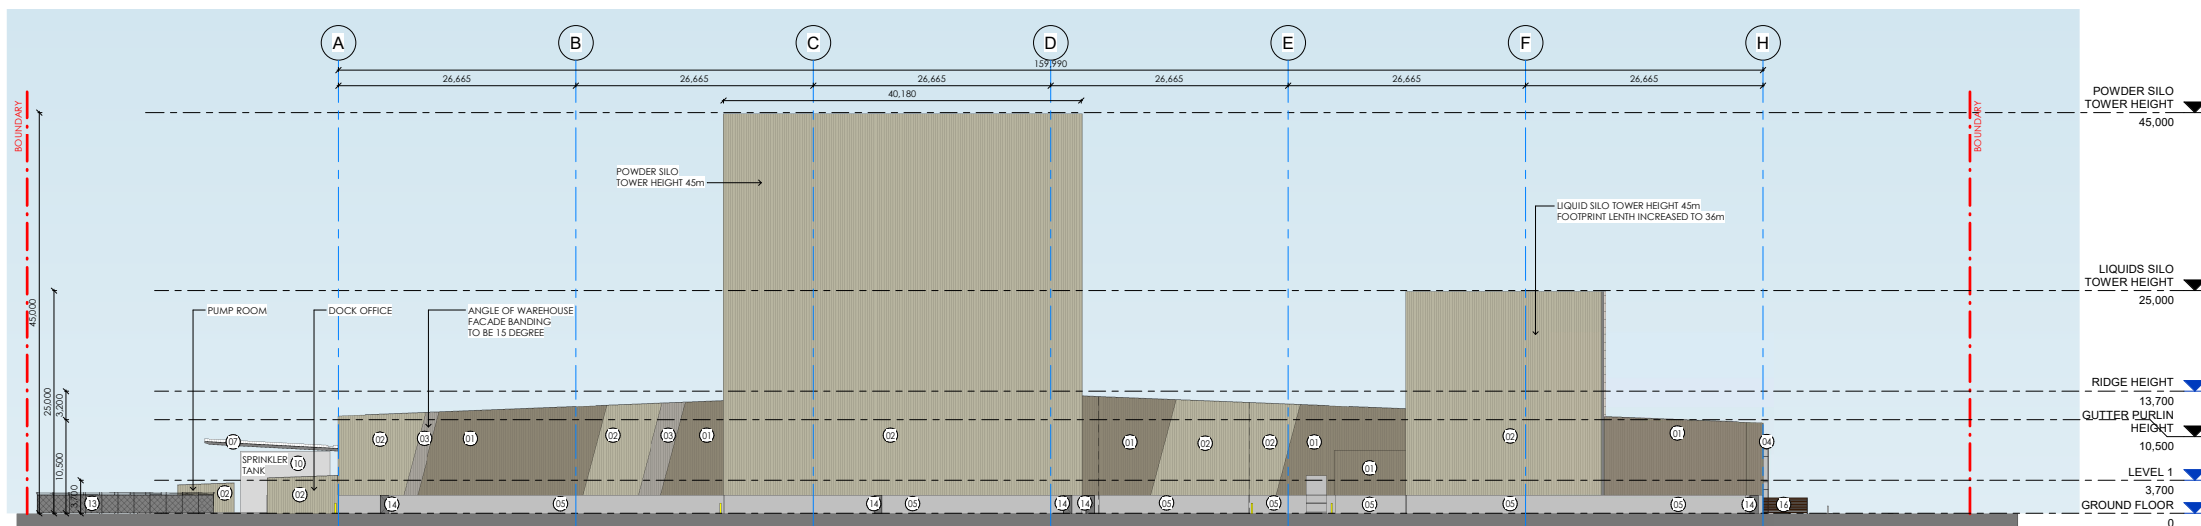 A B C D E F H
159,990
26,665 26,665 26,665 26,665 26,665 26,665
40,180
BOUNDARY
BOUNDARY
POWDER SILO
TOWER HEIGHT
45,000
POWDER SILO
TOWER HEIGHT 45m
LIQUID SILO TOWER HEIGHT 45m
FOOTPRINT LENTH INCREASED TO 36m
LIQUIDS SILO
TOWER HEIGHT
25,000
PUMP ROOM
DOCK OFFICE
ANGLE OF WAREHOUSE
FACADE BANDING
TO BE 15 DEGREE
45,000
25,000
3,200
10,500
3,700
RIDGE HEIGHT
13,700
GUTTER PURLIN
HEIGHT
10,500
LEVEL 1
3,700
GROUND FLOOR
0
07
SPRINKLER
TANK
10
02 03 01 02 03 01 02 01 02 02 01 01 02 01 04
13 02 02 14 05 14 05 14 14 05 05 05 05 05 14 16